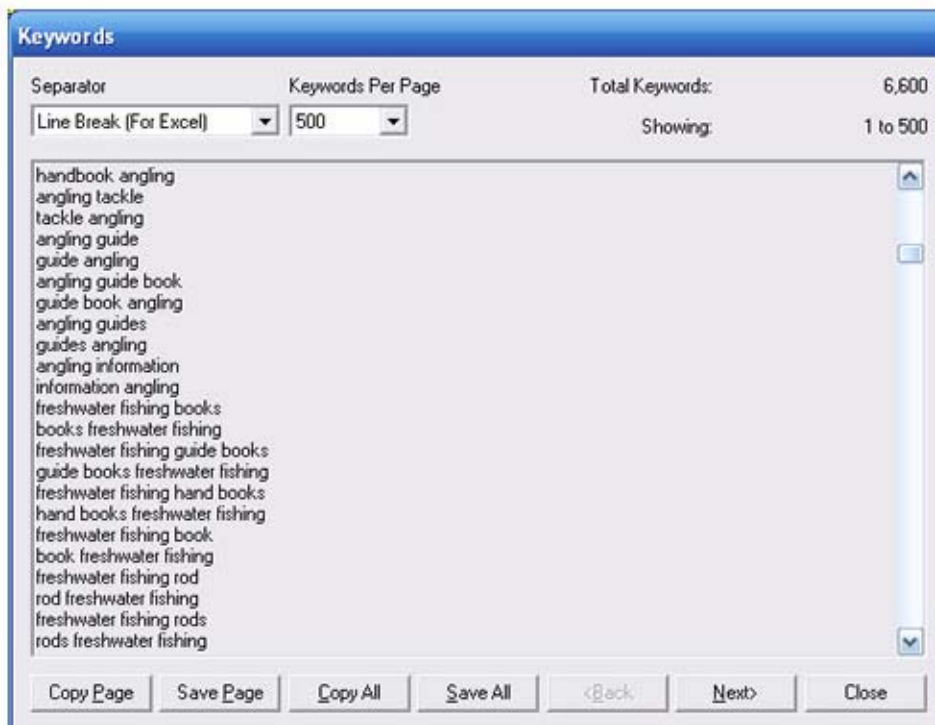 Keywords
Separator Keywords Per Page Total Keywords: 6,600
Line Break (For Excel) 500 Showing: 1 to 500
handbook angling
angling tackle
tackle angling
angling guide
guide angling
angling guide book
guide book angling
angling guides
guides angling
angling information
information angling
freshwater fishing books
books freshwater fishing
freshwater fishing guide books
guide books freshwater fishing
freshwater fishing hand books
hand books freshwater fishing
freshwater fishing book
book freshwater fishing
freshwater fishing rod
rod freshwater fishing
freshwater fishing rods
rods freshwater fishing
Copy Page Save Page Copy All Save All <Back Next> Close